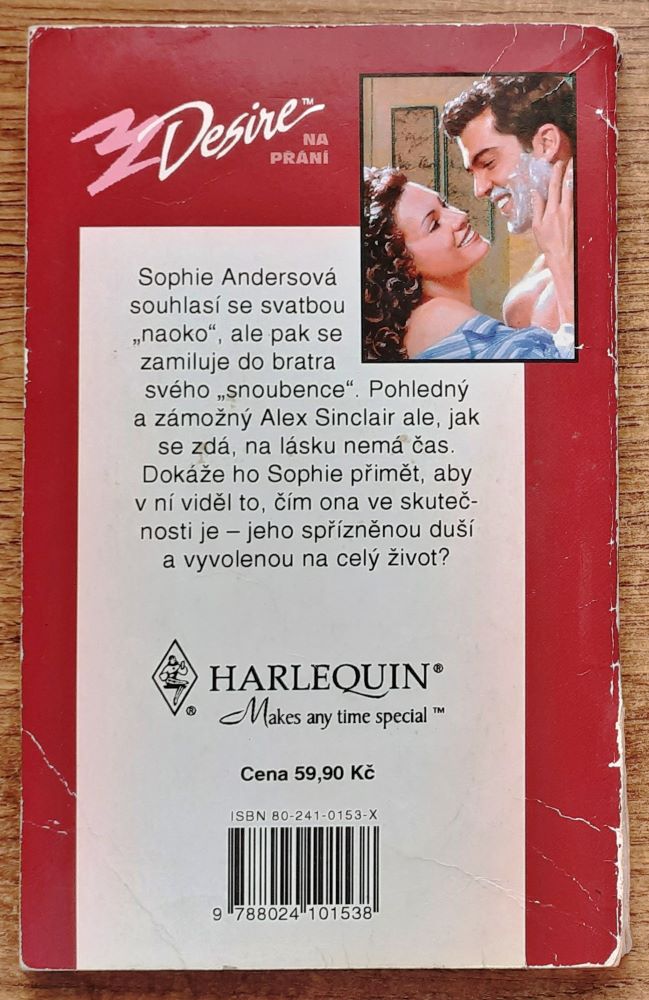 Desire™
NA
PŘÁNÍ
Sophie Andersová
souhlasí se svatbou
„naoko“, ale pak se
zamiluje do bratra
svého „snoubence“. Pohledný
a zámožný Alex Sinclair ale, jak
se zdá, na lásku nemá čas.
Dokáže ho Sophie přimět, aby
v ní viděl to, čím ona ve skuteč-
nosti je – jeho spřízněnou duší
a vyvolenou na celý život?
HARLEQUIN®
®
Makes any time special™
Cena 59,90 Kč
ISBN 80-241-0153-X
9 788024 101538